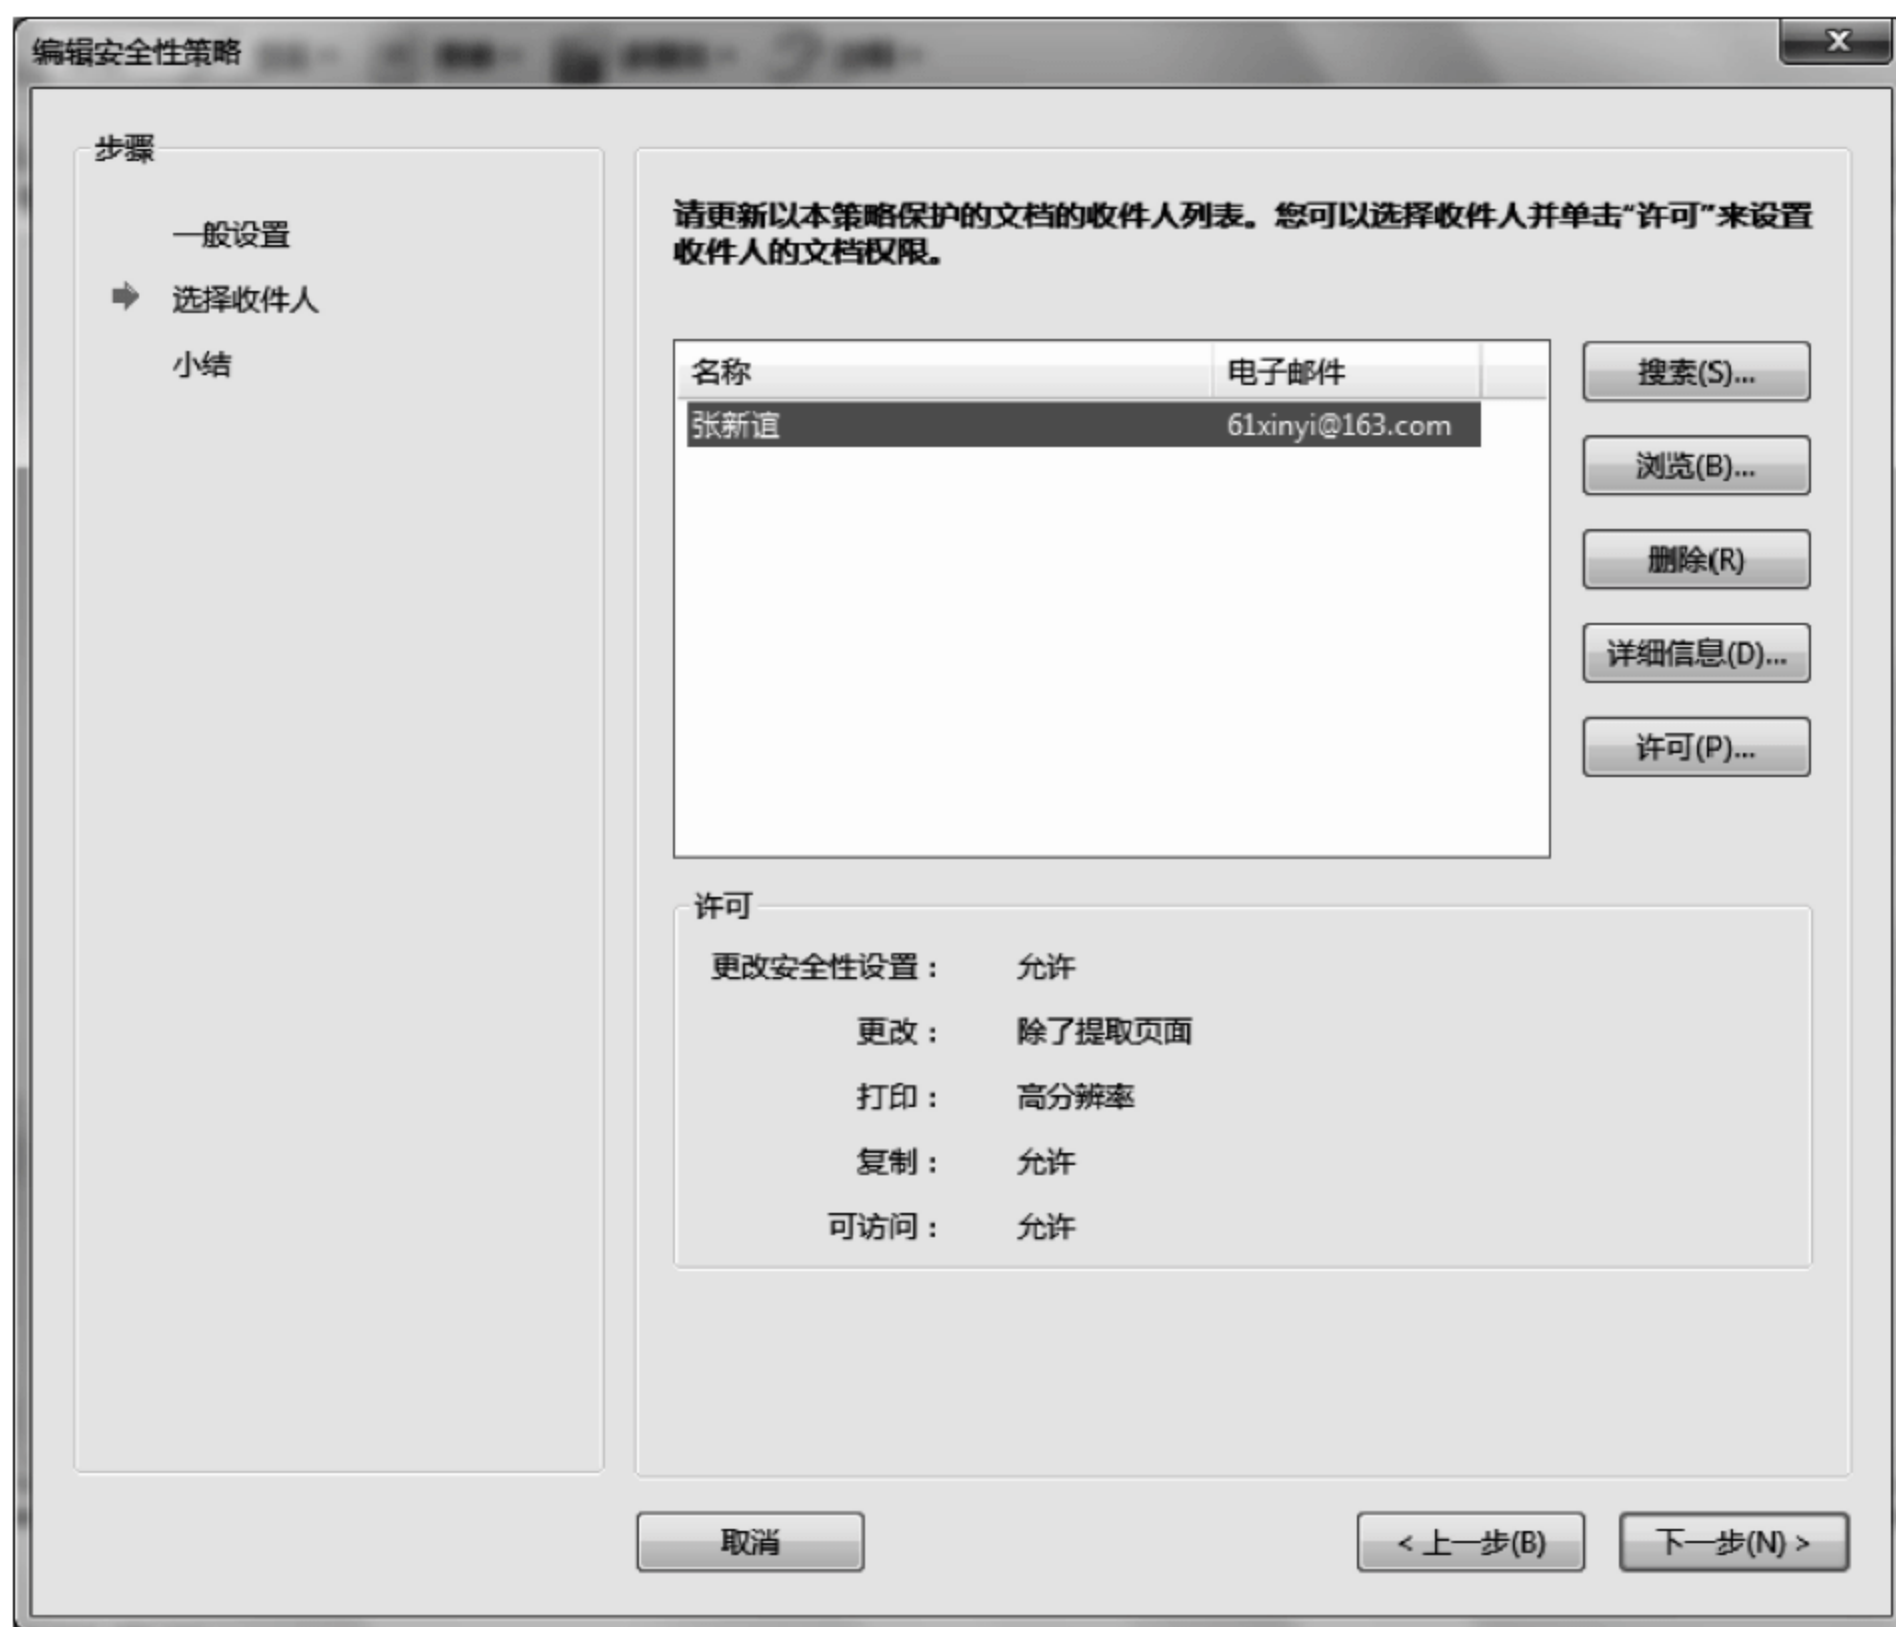 编辑安全性策略
步骤
一般设置
选择收件人
小结
请更新以本策略保护的文档的收件人列表。您可以选择收件人并单击“许可”来设置
收件人的文档权限。
名称 电子邮件
张新谊 61xinyi@163.com
搜索(S)...
浏览(B)...
删除(R)
详细信息(D)...
许可(P)...
许可
更改安全性设置： 允许
更改： 除了提取页面
打印： 高分辨率
复制： 允许
可访问： 允许
取消
< 上一步(B)
下一步(N) >